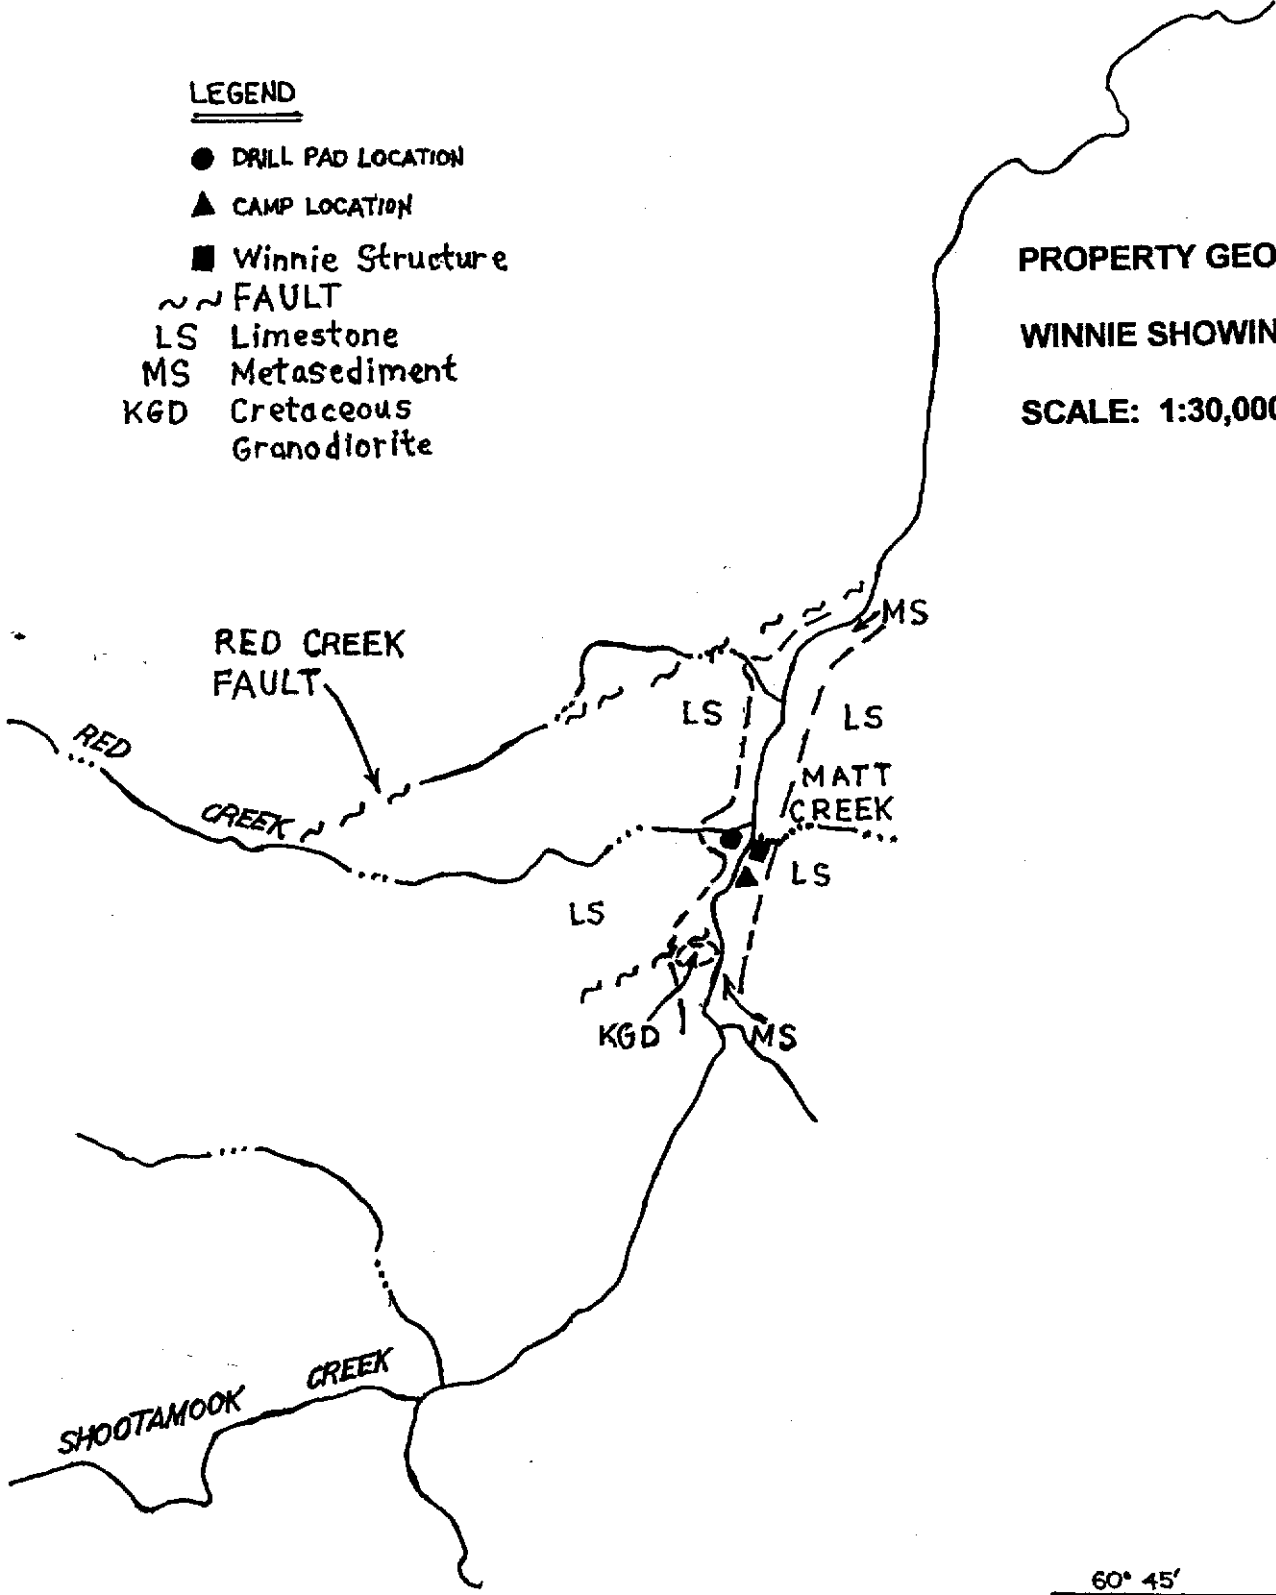 LEGEND
DRILL PAD LOCATION
CAMP LOCATION
Winnie Structure
FAULT
LS Limestone
MS Metasediment
KGD Cretaceous
Granodiorite
PROPERTY GEO
WINNIE SHOWIN
SCALE: 1:30,000
MS
RED CREEK
FAULT
LS
LS
RED
CREEK
MATT
CREEK
LS
LS
KGD
MS
SHOOTAMOOK CREEK
60° 45'